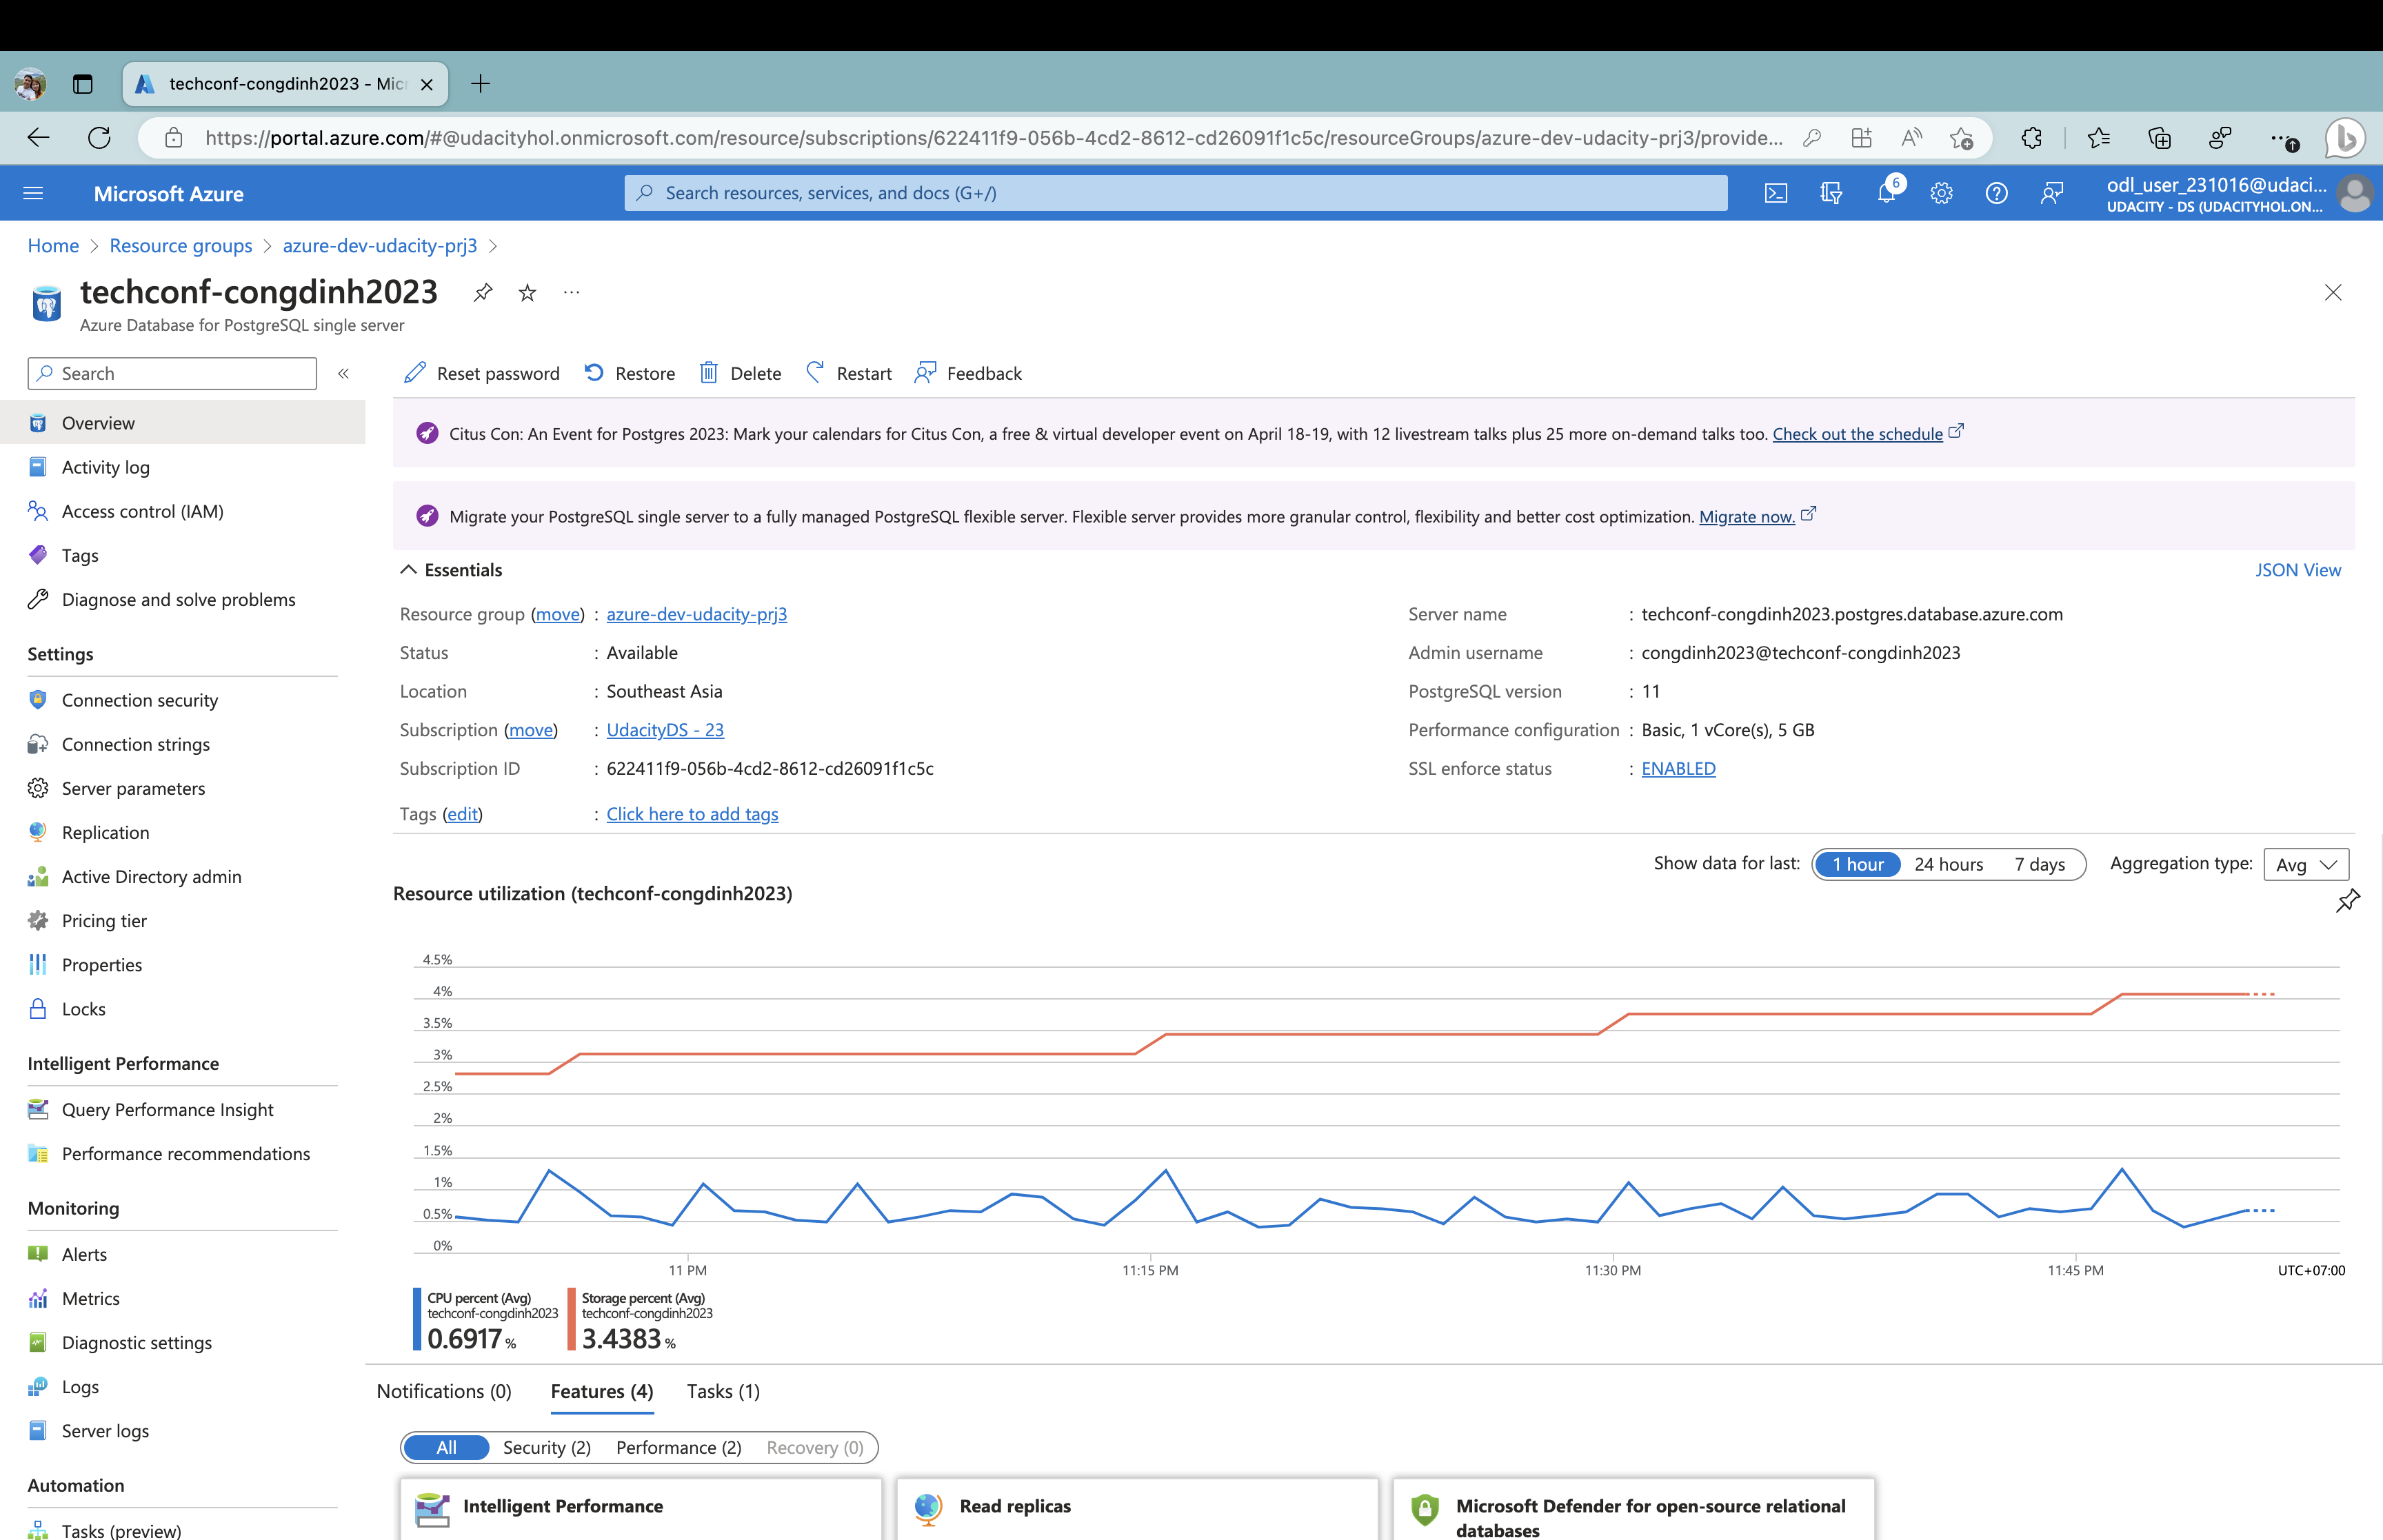 techconf-congdinh2023 - Mic
https://portal.azure.com/#@udacityhol.onmicrosoft.com/resource/subscriptions/622411f9-056b-4cd2-8612-cd26091f1c5c/resourceGroups/azure-dev-udacity-prj3/provide...
Microsoft Azure
Search resources, services, and docs (G+/)
6
odl_user_231016@udaci...
UDACITY - DS (UDACITYHOL.ON...
Home > Resource groups > azure-dev-udacity-prj3 >
techconf-congdinh2023
Azure Database for PostgreSQL single server
Search
Reset password Restore Delete Restart Feedback
Overview
Activity log
Access control (IAM)
Tags
Diagnose and solve problems
Settings
Connection security
Connection strings
Server parameters
Replication
Active Directory admin
Pricing tier
Properties
Locks
Intelligent Performance
Query Performance Insight
Performance recommendations
Monitoring
Alerts
Metrics
Diagnostic settings
Logs
Server logs
Automation
Tasks (preview)
Citus Con: An Event for Postgres 2023: Mark your calendars for Citus Con, a free & virtual developer event on April 18-19, with 12 livestream talks plus 25 more on-demand talks too. Check out the schedule
Migrate your PostgreSQL single server to a fully managed PostgreSQL flexible server. Flexible server provides more granular control, flexibility and better cost optimization. Migrate now.
Essentials
JSON View
Resource group (move) : azure-dev-udacity-prj3
Status : Available
Location : Southeast Asia
Subscription (move) : UdacityDS - 23
Subscription ID : 622411f9-056b-4cd2-8612-cd26091f1c5c
Tags (edit) : Click here to add tags
Server name : techconf-congdinh2023.postgres.database.azure.com
Admin username : congdinh2023@techconf-congdinh2023
PostgreSQL version : 11
Performance configuration : Basic, 1 vCore(s), 5 GB
SSL enforce status : ENABLED
Show data for last: 1 hour 24 hours 7 days Aggregation type: Avg
Resource utilization (techconf-congdinh2023)
4.5%
4%
3.5%
3%
2.5%
2%
1.5%
1%
0.5%
0%
11 PM 11:15 PM 11:30 PM 11:45 PM UTC+07:00
CPU percent (Avg)
techconf-congdinh2023
0.6917 %
Storage percent (Avg)
techconf-congdinh2023
3.4383 %
Notifications (0) Features (4) Tasks (1)
All Security (2) Performance (2) Recovery (0)
Intelligent Performance
Read replicas
Microsoft Defender for open-source relational
databases